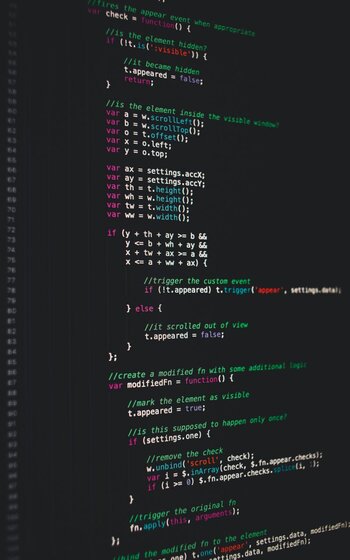 //fires the appear event when appropriate
var check = function() {
//is the element hidden?
if (!t.is(':visible')) {
//it became hidden
t.appeared = false;
return;
}
//is the element inside the visible window?
var a = w.scrollLeft();
var b = w.scrollTop();
var o = t.offset();
var x = o.left;
var y = o.top;
var ax = settings.accX;
var ay = settings.accY;
var th = t.height();
var wh = w.height();
var tw = t.width();
var ww = w.width();
if (y + th + ay >= b &&
y <= b + wh + ay &&
x + tw + ax >= a &&
x <= a + ww + ax) {
//trigger the custom event
if (!t.appeared) t.trigger('appear', settings.data);
} else {
//it scrolled out of view
t.appeared = false;
}
};
//create a modified fn with some additional logic
var modifiedFn = function() {
//mark the element as visible
t.appeared = true;
//is this supposed to happen only once?
if (settings.one) {
//remove the check
w.unbind('scroll', check);
var i = $.inArray(check, $.fn.appear.checks);
if (i >= 0) $.fn.appear.checks.splice(i, 1);
}
//trigger the original fn
fn.apply(this, arguments);
};
//bind the modified fn to the element
t.one('appear', settings.data, modifiedFn);
settings.data, modifiedFn);